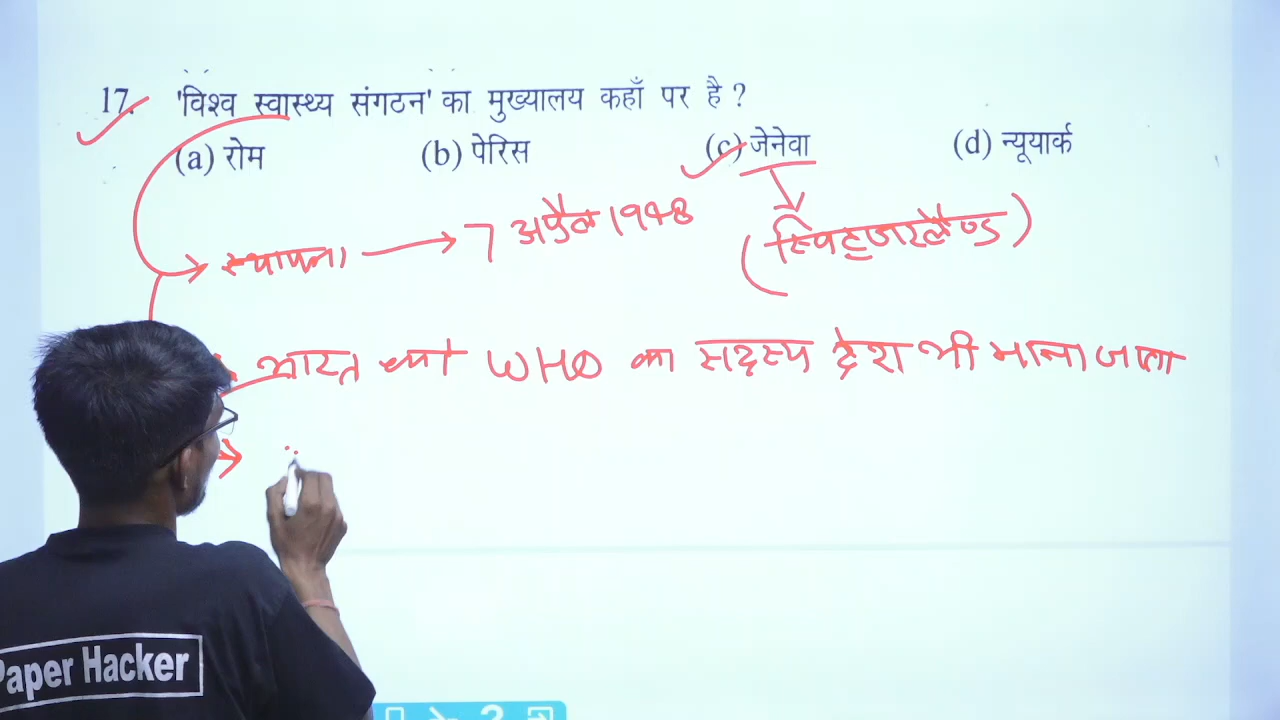 17. 'विश्व स्वास्थ्य संगठन' का मुख्यालय कहाँ पर है ?
(a) रोम (b) पेरिस (c) जेनेवा (d) न्यूयार्क
स्थापना → 7 अप्रैल 1948 (स्विट्जरलैण्ड)
भारत WHO का सदस्य देश भी माना जाता
Paper Hacker